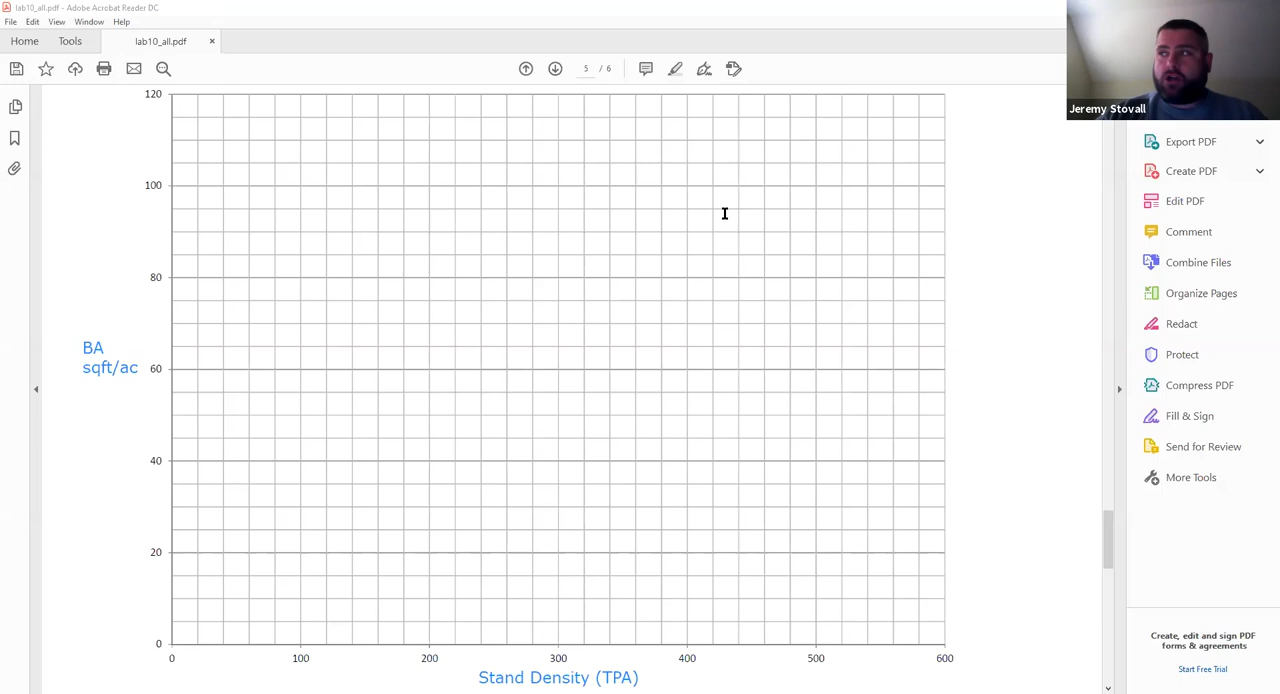 lab10_all.pdf - Adobe Acrobat Reader DC
File Edit View Window Help
Home Tools lab10_all.pdf ×
5 / 6
Jeremy Stovall
120
100
80
60
40
20
0
BA
sqft/ac
0 100 200 300 400 500 600
Stand Density (TPA)
Export PDF
Create PDF
Edit PDF
Comment
Combine Files
Organize Pages
Redact
Protect
Compress PDF
Fill & Sign
Send for Review
More Tools
Create, edit and sign PDF
forms & agreements
Start Free Trial